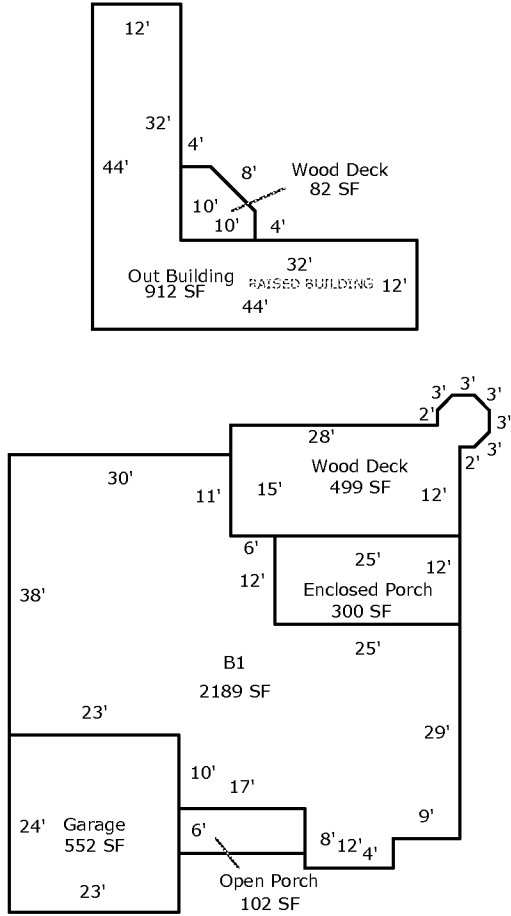 12'
32'
4'
44'
8'
Wood Deck
82 SF
10'
10'
4'
Out Building
912 SF
32'
RAISED BUILDING
12'
44'
3'
3'
3'
2'
3'
3'
2'
28'
30'
11'
15'
Wood Deck
499 SF
12'
6'
12'
25'
12'
Enclosed Porch
300 SF
38'
25'
B1
2189 SF
23'
29'
10'
17'
24'
Garage
552 SF
6'
9'
8'
12'
4'
23'
Open Porch
102 SF